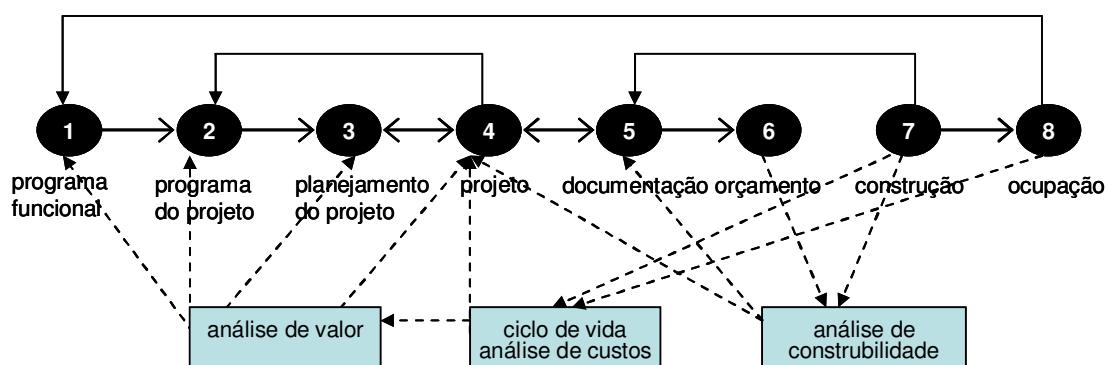 1 2 3 4 5 6 7 8
programa funcional
programa do projeto
planejamento do projeto
projeto
documentação
orçamento
construção
ocupação
análise de valor
ciclo de vida
análise de custos
análise de
construbilidade